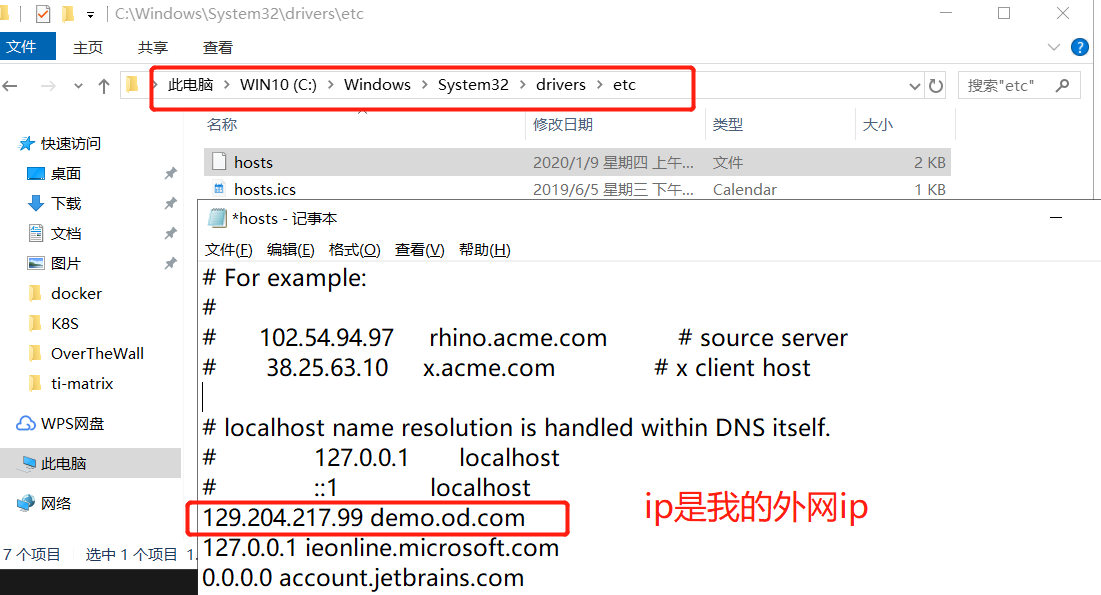 C:\Windows\System32\drivers\etc
文件 主页 共享 查看
此电脑 > WIN10 (C:) > Windows > System32 > drivers > etc
搜索"etc"
名称 修改日期 类型 大小
快速访问
hosts 2020/1/9 星期四 上午... 文件 2 KB
桌面
hosts.ics 2019/6/5 星期三 下午... Calendar 1 KB
下载
文档
图片
docker
K8S
OverTheWall
ti-matrix
WPS网盘
此电脑
网络
7 个项目 选中 1 个项目 1.
*hosts - 记事本
文件(F) 编辑(E) 格式(O) 查看(V) 帮助(H)
# For example:
#
# 102.54.94.97 rhino.acme.com # source server
# 38.25.63.10 x.acme.com # x client host
# localhost name resolution is handled within DNS itself.
# 127.0.0.1 localhost
# ::1 localhost
129.204.217.99 demo.od.com
ip是我的外网ip
127.0.0.1 ieonline.microsoft.com
0.0.0.0 account.jetbrains.com